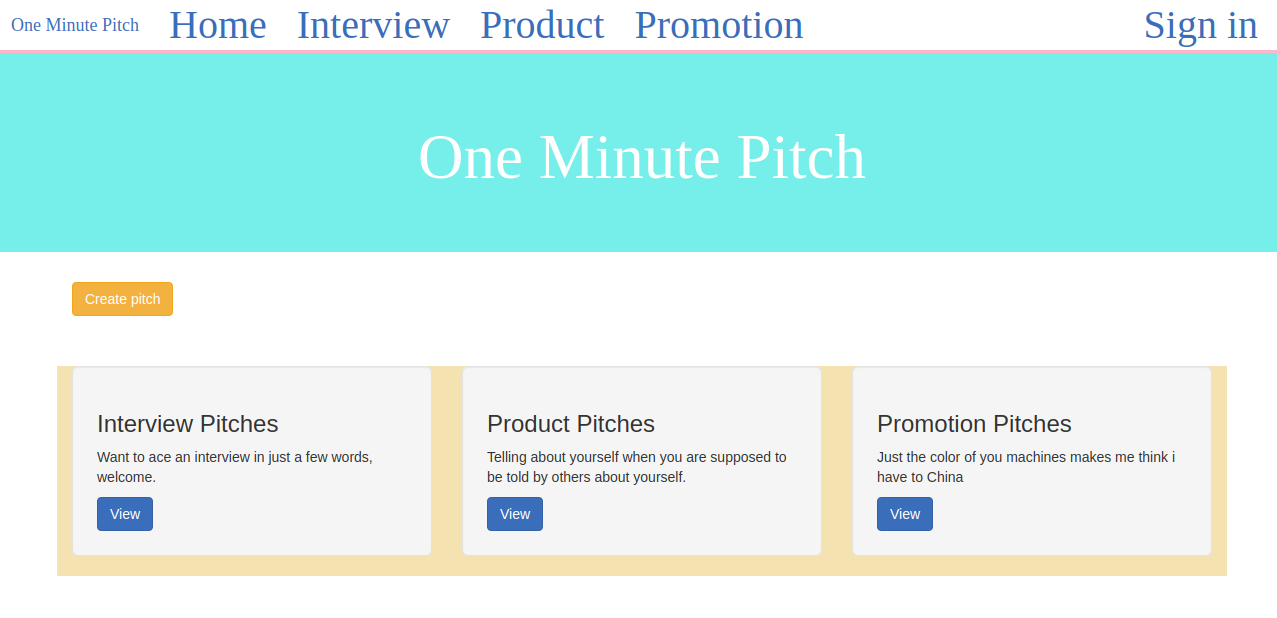 One Minute Pitch Home Interview Product Promotion Sign in
One Minute Pitch
Create pitch
Interview Pitches
Want to ace an interview in just a few words,
welcome.
View
Product Pitches
Telling about yourself when you are supposed to
be told by others about yourself.
View
Promotion Pitches
Just the color of you machines makes me think i
have to China
View